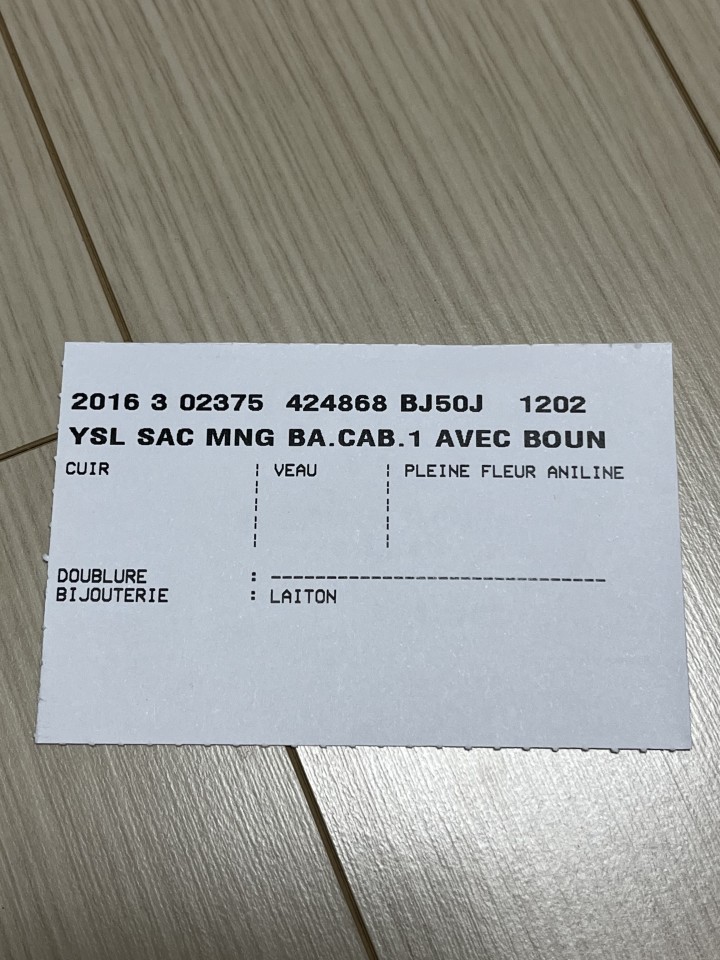 2016 3 02375 424868 BJ50J 1202
YSL SAC MNG BA.CAB.1 AVEC BOUN
CUIR ¦ VEAU ¦ PLEINE FLEUR ANILINE
DOUBLURE : ------------------------------
BIJOUTERIE : LAITON